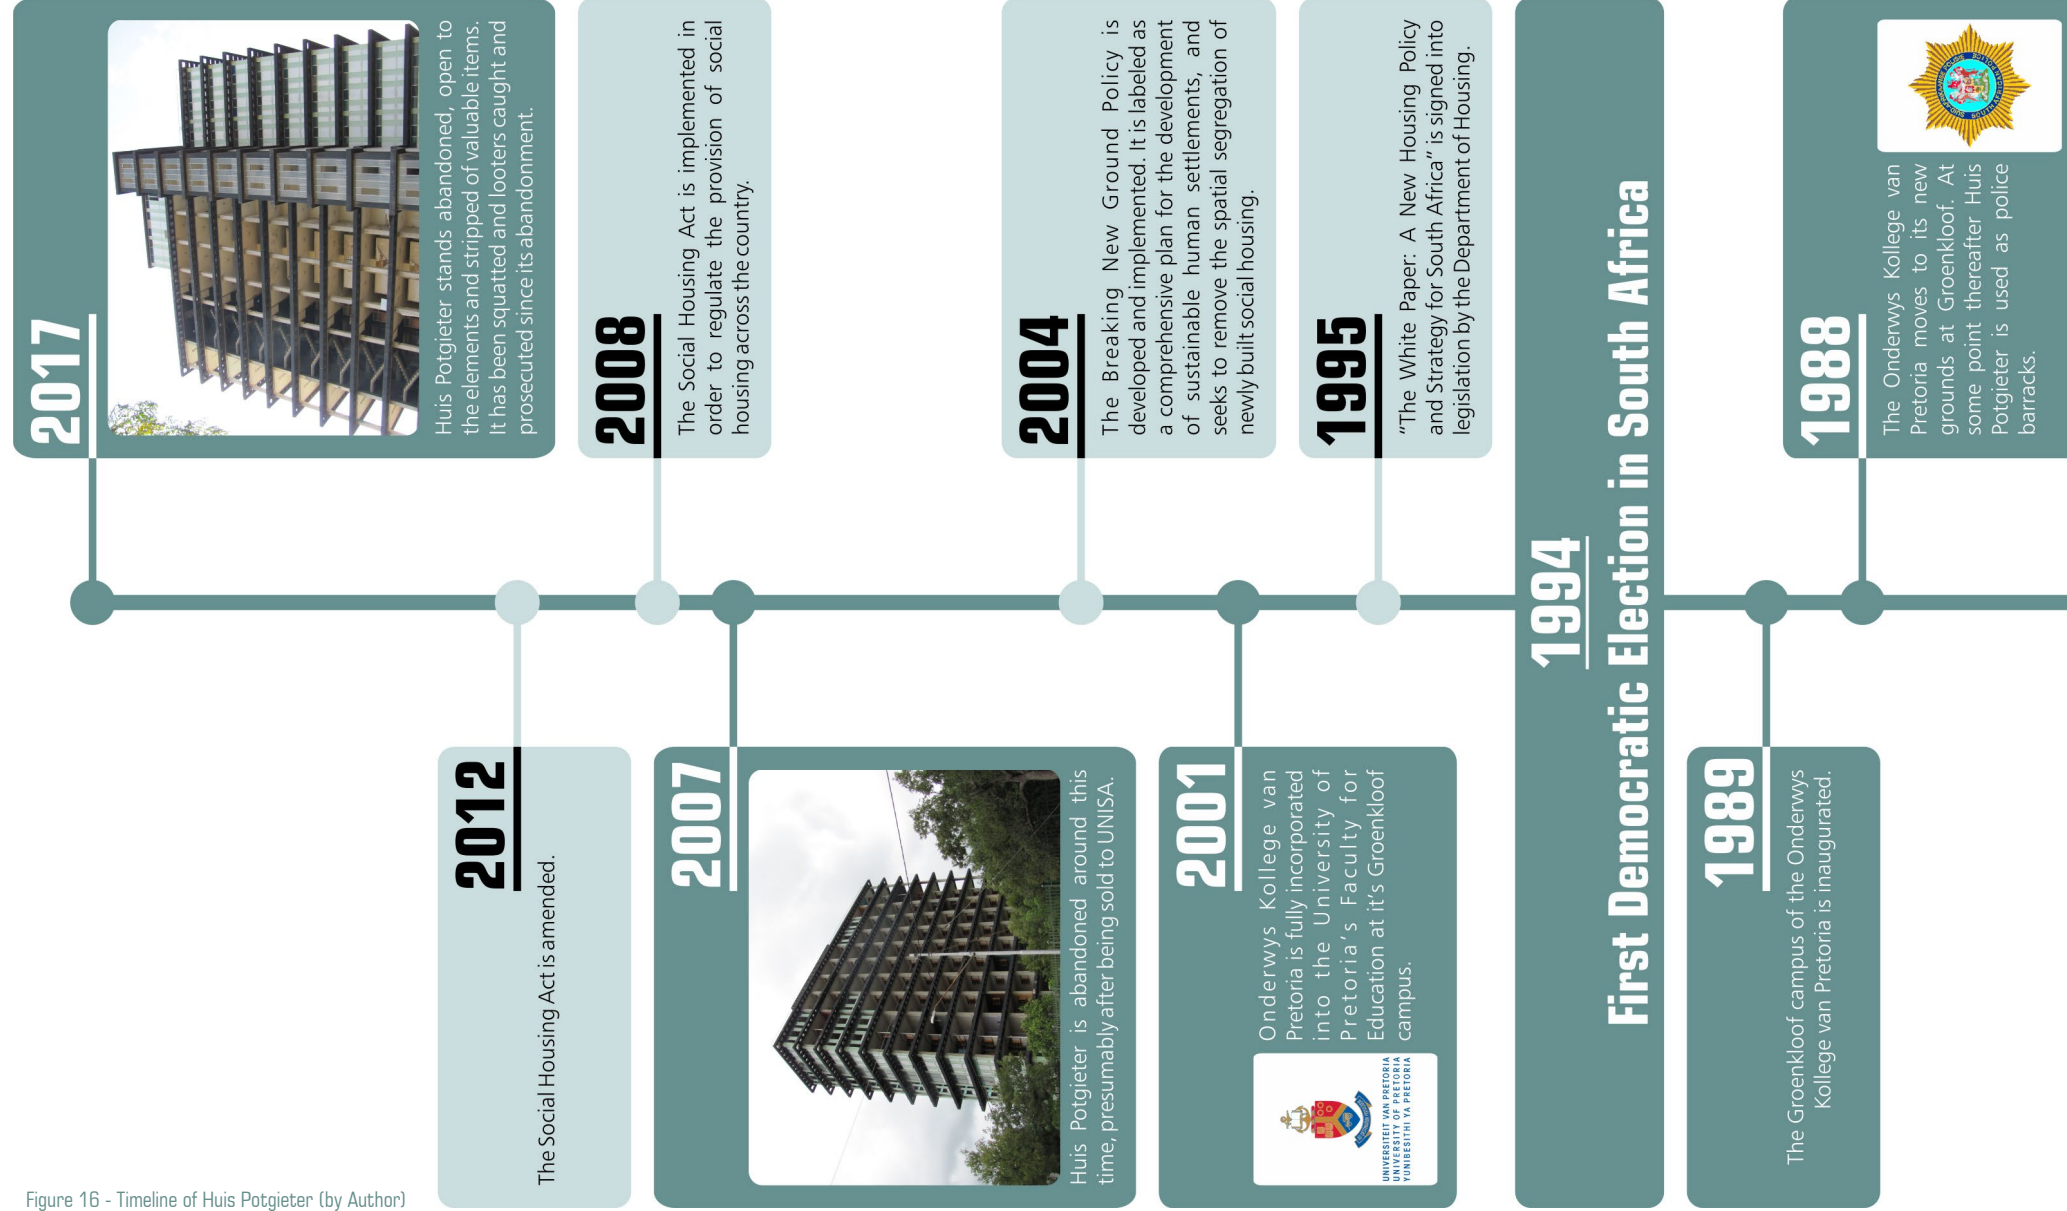 2017
Huis Potgieter stands abandoned, open to
the elements and stripped of valuable items.
It has been squatted and looters caught and
prosecuted since its abandonment.
2012
The Social Housing Act is amended.
2008
The Social Housing Act is implemented in
order to regulate the provision of social
housing across the country.
2007
Huis Potgieter is abandoned around this
time, presumably after being sold to UNISA.
2004
The Breaking New Ground Policy is
developed and implemented. It is labeled as
a comprehensive plan for the development
of sustainable human settlements, and
seeks to remove the spatial segregation of
newly built social housing.
2001
Onderwys Kollege van
Pretoria is fully incorporated
into the University of
Pretoria's Faculty for
Education at it's Groenkloof
campus.
UNIVERSITEIT VAN PRETORIA
UNIVERSITY OF PRETORIA
YUNIBESITHI YA PRETORIA
1995
“The White Paper: A New Housing Policy
and Strategy for South Africa” is signed into
legislation by the Department of Housing.
1994
First Democratic Election in South Africa
1989
The Groenkloof campus of the Onderwys
Kollege van Pretoria is inaugurated.
1988
The Onderwys Kollege van
Pretoria moves to its new
grounds at Groenkloof. At
some point thereafter Huis
Potgieter is used as police
barracks.
Figure 16 - Timeline of Huis Potgieter (by Author)